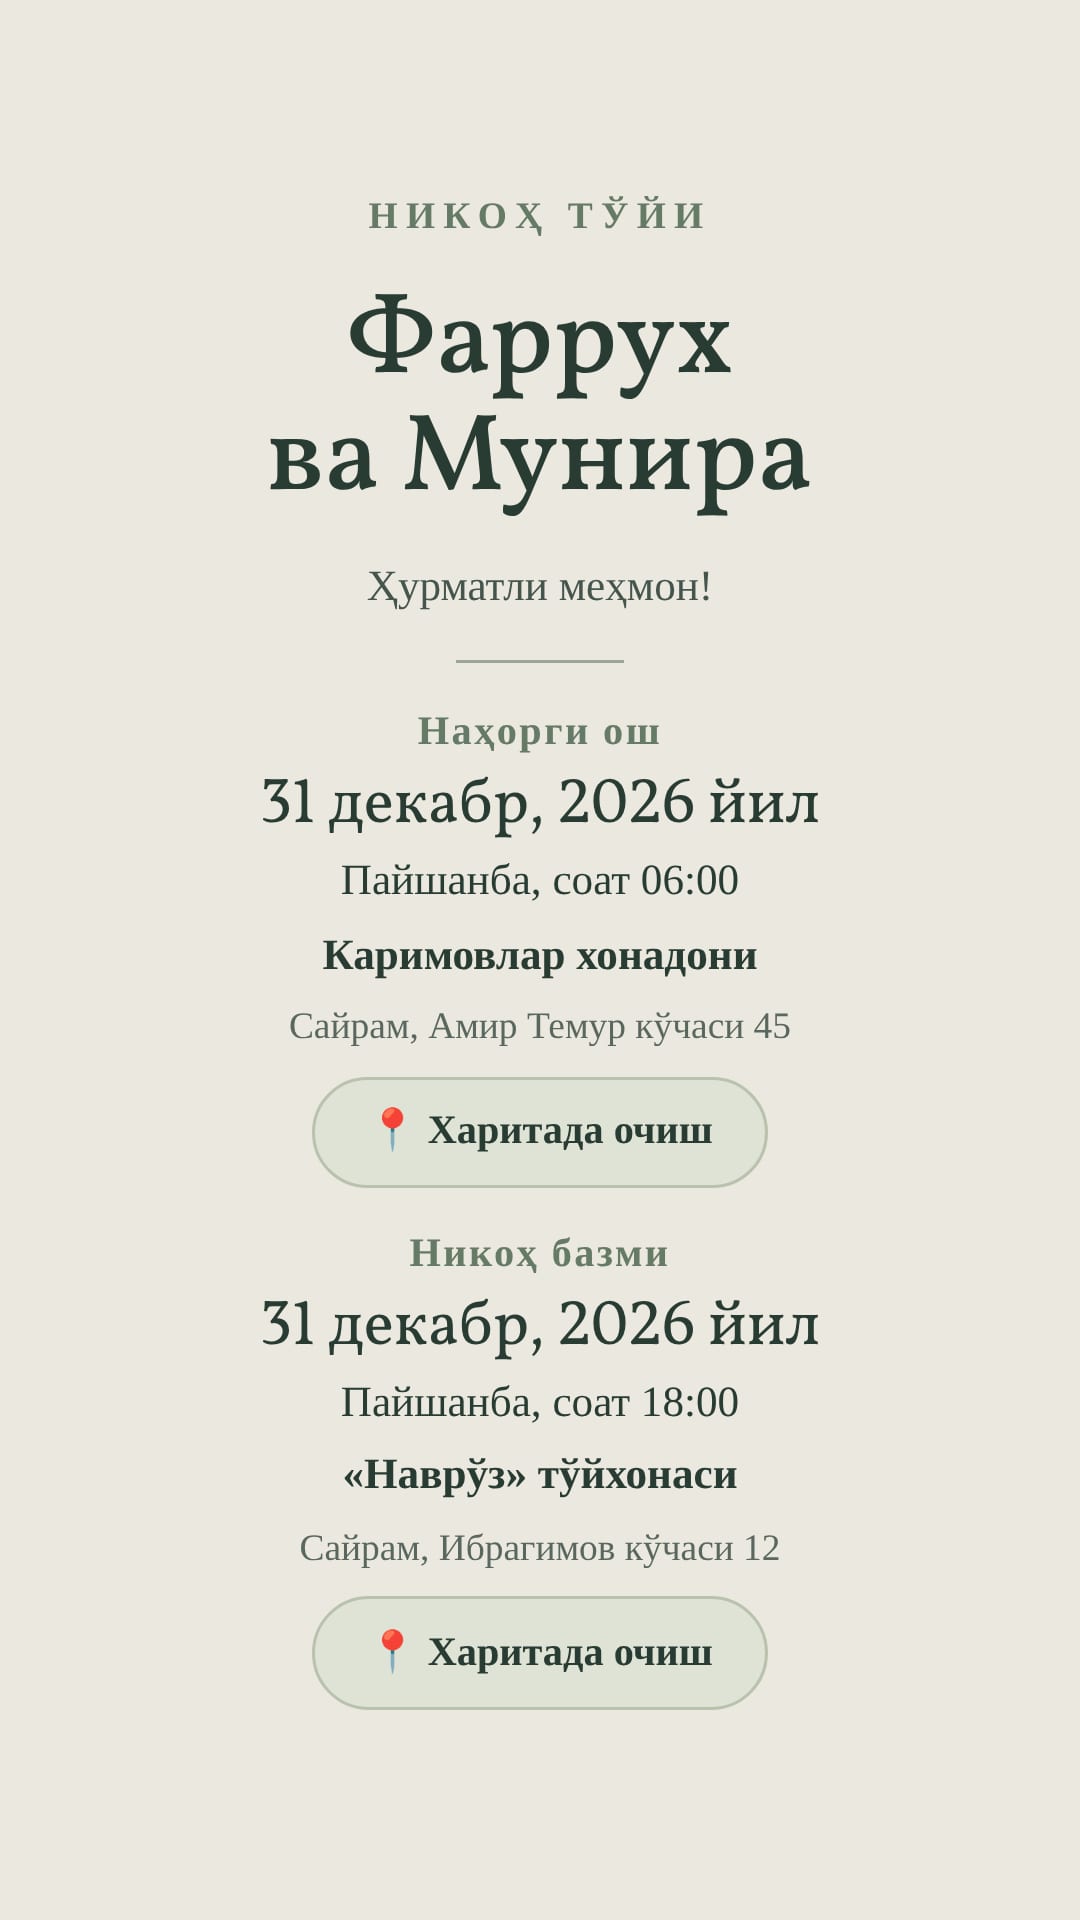 НИКОҲ ТЎЙИ
Фаррух
ва Мунира
Ҳурматли меҳмон!
Наҳорги ош
31 декабр, 2026 йил
Пайшанба, соат 06:00
Каримовлар хонадони
Сайрам, Амир Темур кўчаси 45
📍 Харитада очиш
Никоҳ базми
31 декабр, 2026 йил
Пайшанба, соат 18:00
«Наврўз» тўйхонаси
Сайрам, Ибрагимов кўчаси 12
📍 Харитада очиш